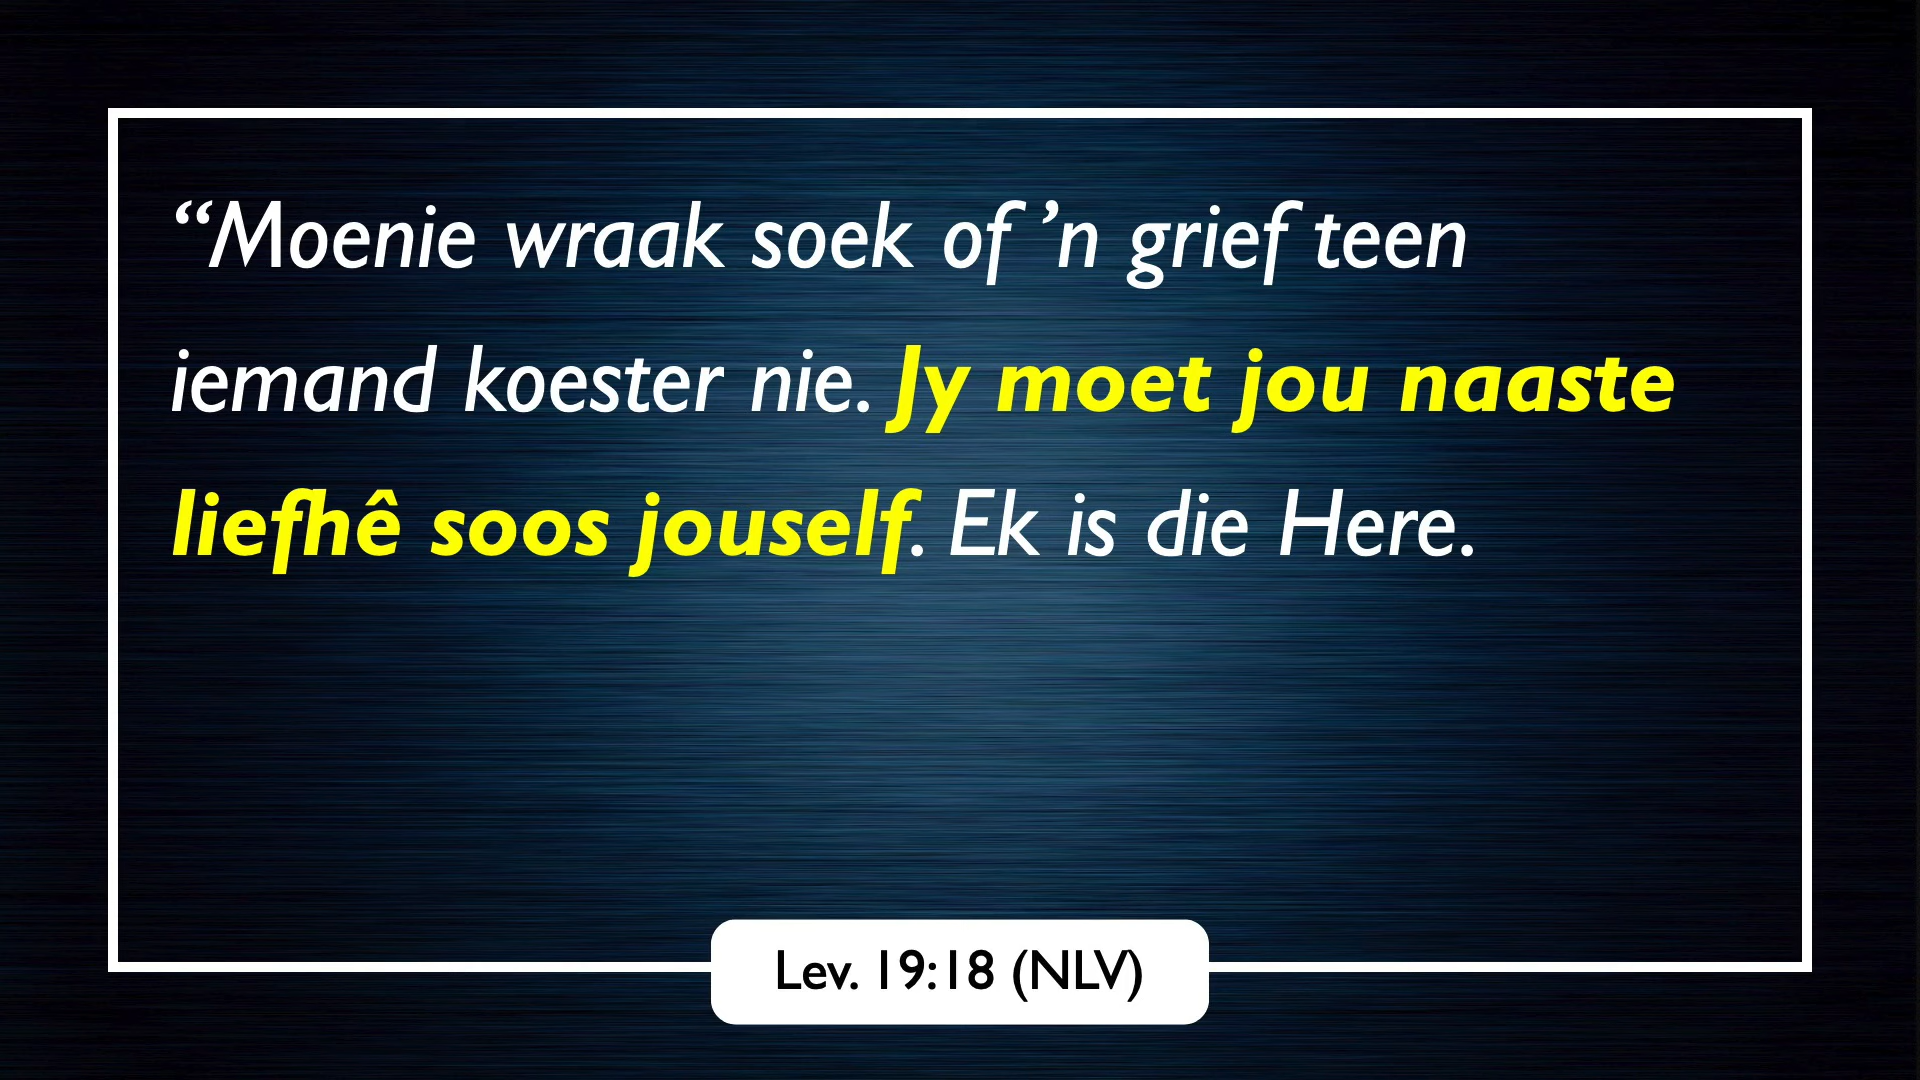 “Moenie wraak soek of ’n grief teen
iemand koester nie. Jy moet jou naaste
liefhê soos jouself. Ek is die Here.
Lev. 19:18 (NLV)